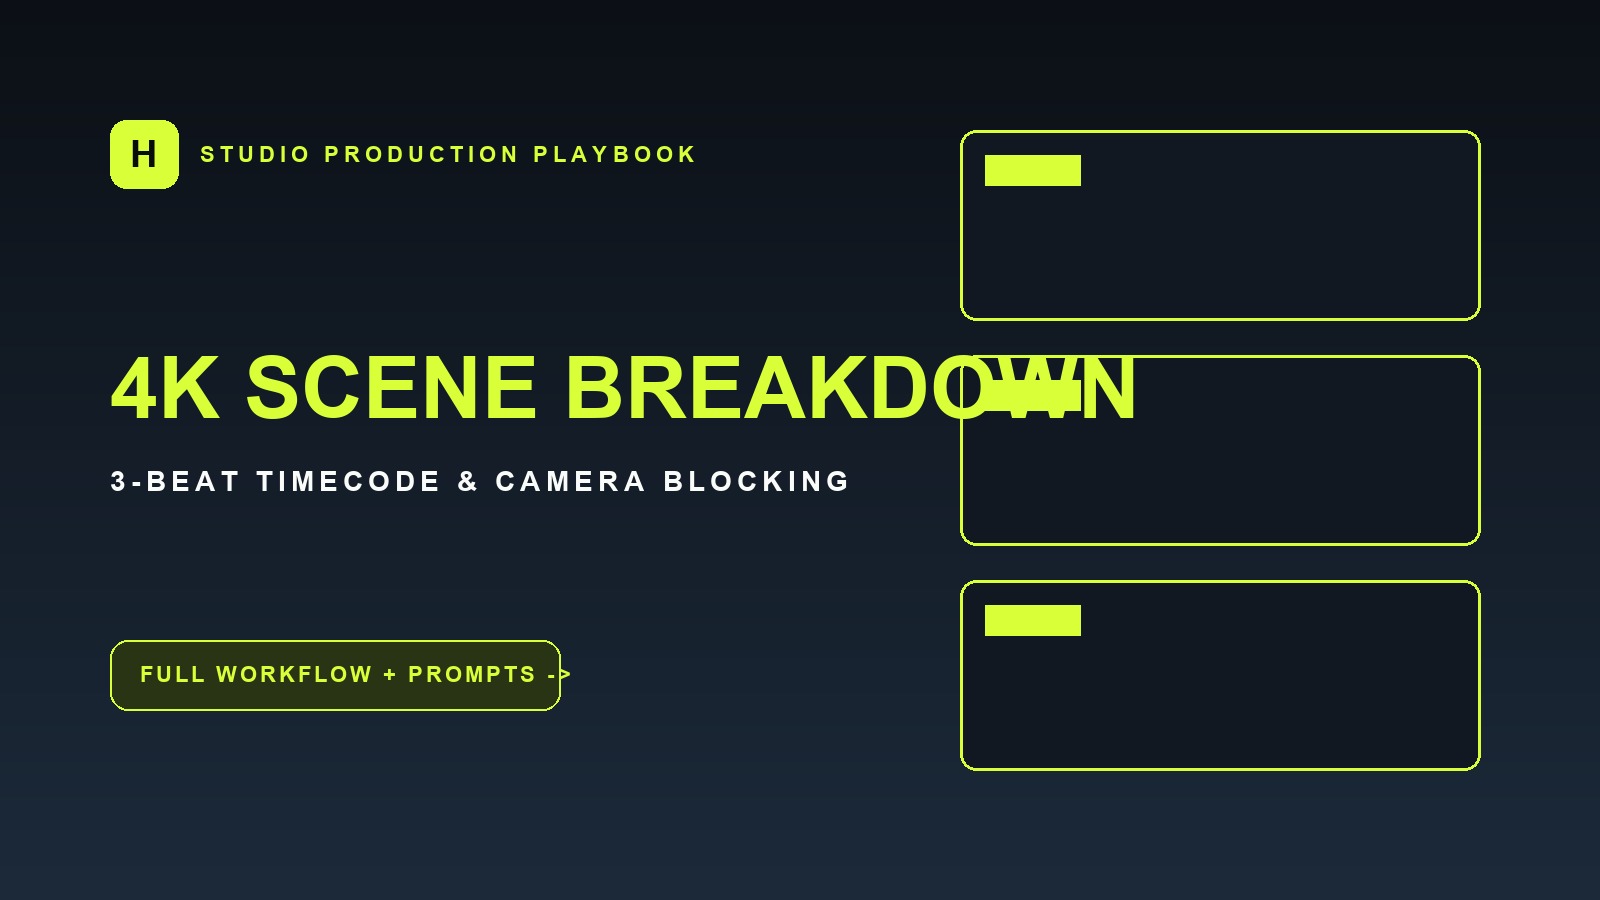 H
STUDIO PRODUCTION PLAYBOOK
4K SCENE BREAKDOWN
3-BEAT TIMECODE & CAMERA BLOCKING
FULL WORKFLOW + PROMPTS ->